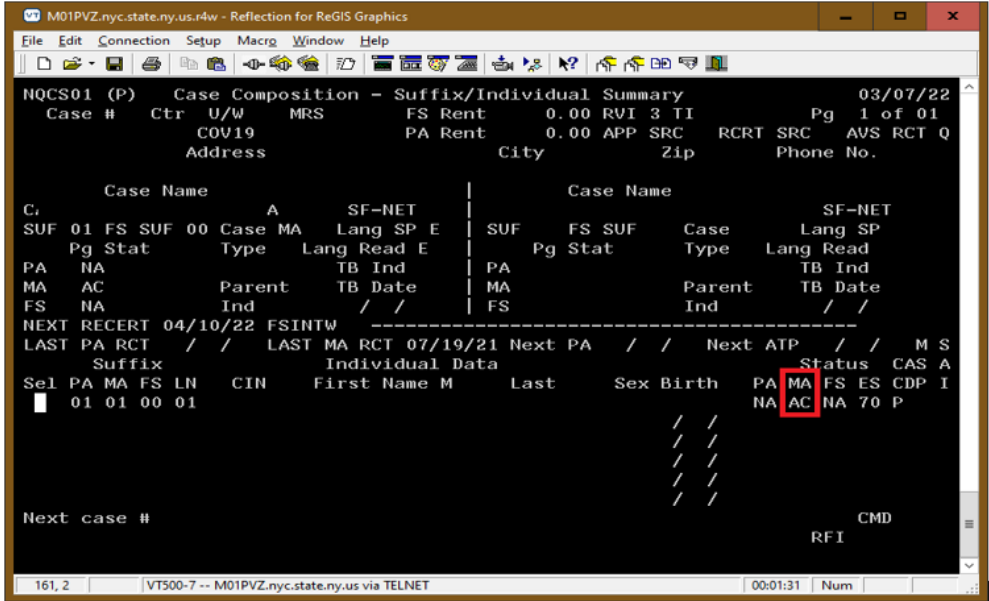 M01PVZ.nyc.state.ny.us.r4w - Reflection for ReGIS Graphics
File Edit Connection Setup Macro Window Help
NQCS01 (P) Case Composition – Suffix/Individual Summary 03/07/22
Case # Ctr U/W MRS FS Rent 0.00 RVI 3 TI Pg 1 of 01
COV19 PA Rent 0.00 APP SRC RCRT SRC AVS RCT Q
Address City Zip Phone No.
Case Name | Case Name
A SF-NET | SF-NET
SUF 01 FS SUF 00 Case MA Lang SP E | SUF FS SUF Case Lang SP
Pg Stat Type Lang Read E | Pg Stat Type Lang Read
PA NA TB Ind | PA TB Ind
MA AC Parent TB Date | MA Parent TB Date
FS NA Ind / / | FS Ind / /
NEXT RECERT 04/10/22 FSINTW --------------------------------------------
LAST PA RCT / / LAST MA RCT 07/19/21 Next PA / / Next ATP / / M S
Suffix Individual Data Status CAS A
Sel PA MA FS LN CIN First Name M Last Sex Birth PA MA FS ES CDP I
01 01 00 01 NA AC NA 70 P
/ /
/ /
/ /
/ /
/ /
Next case # CMD
RFI
161, 2 VT500-7 -- M01PVZ.nyc.state.ny.us via TELNET 00:01:31 Num